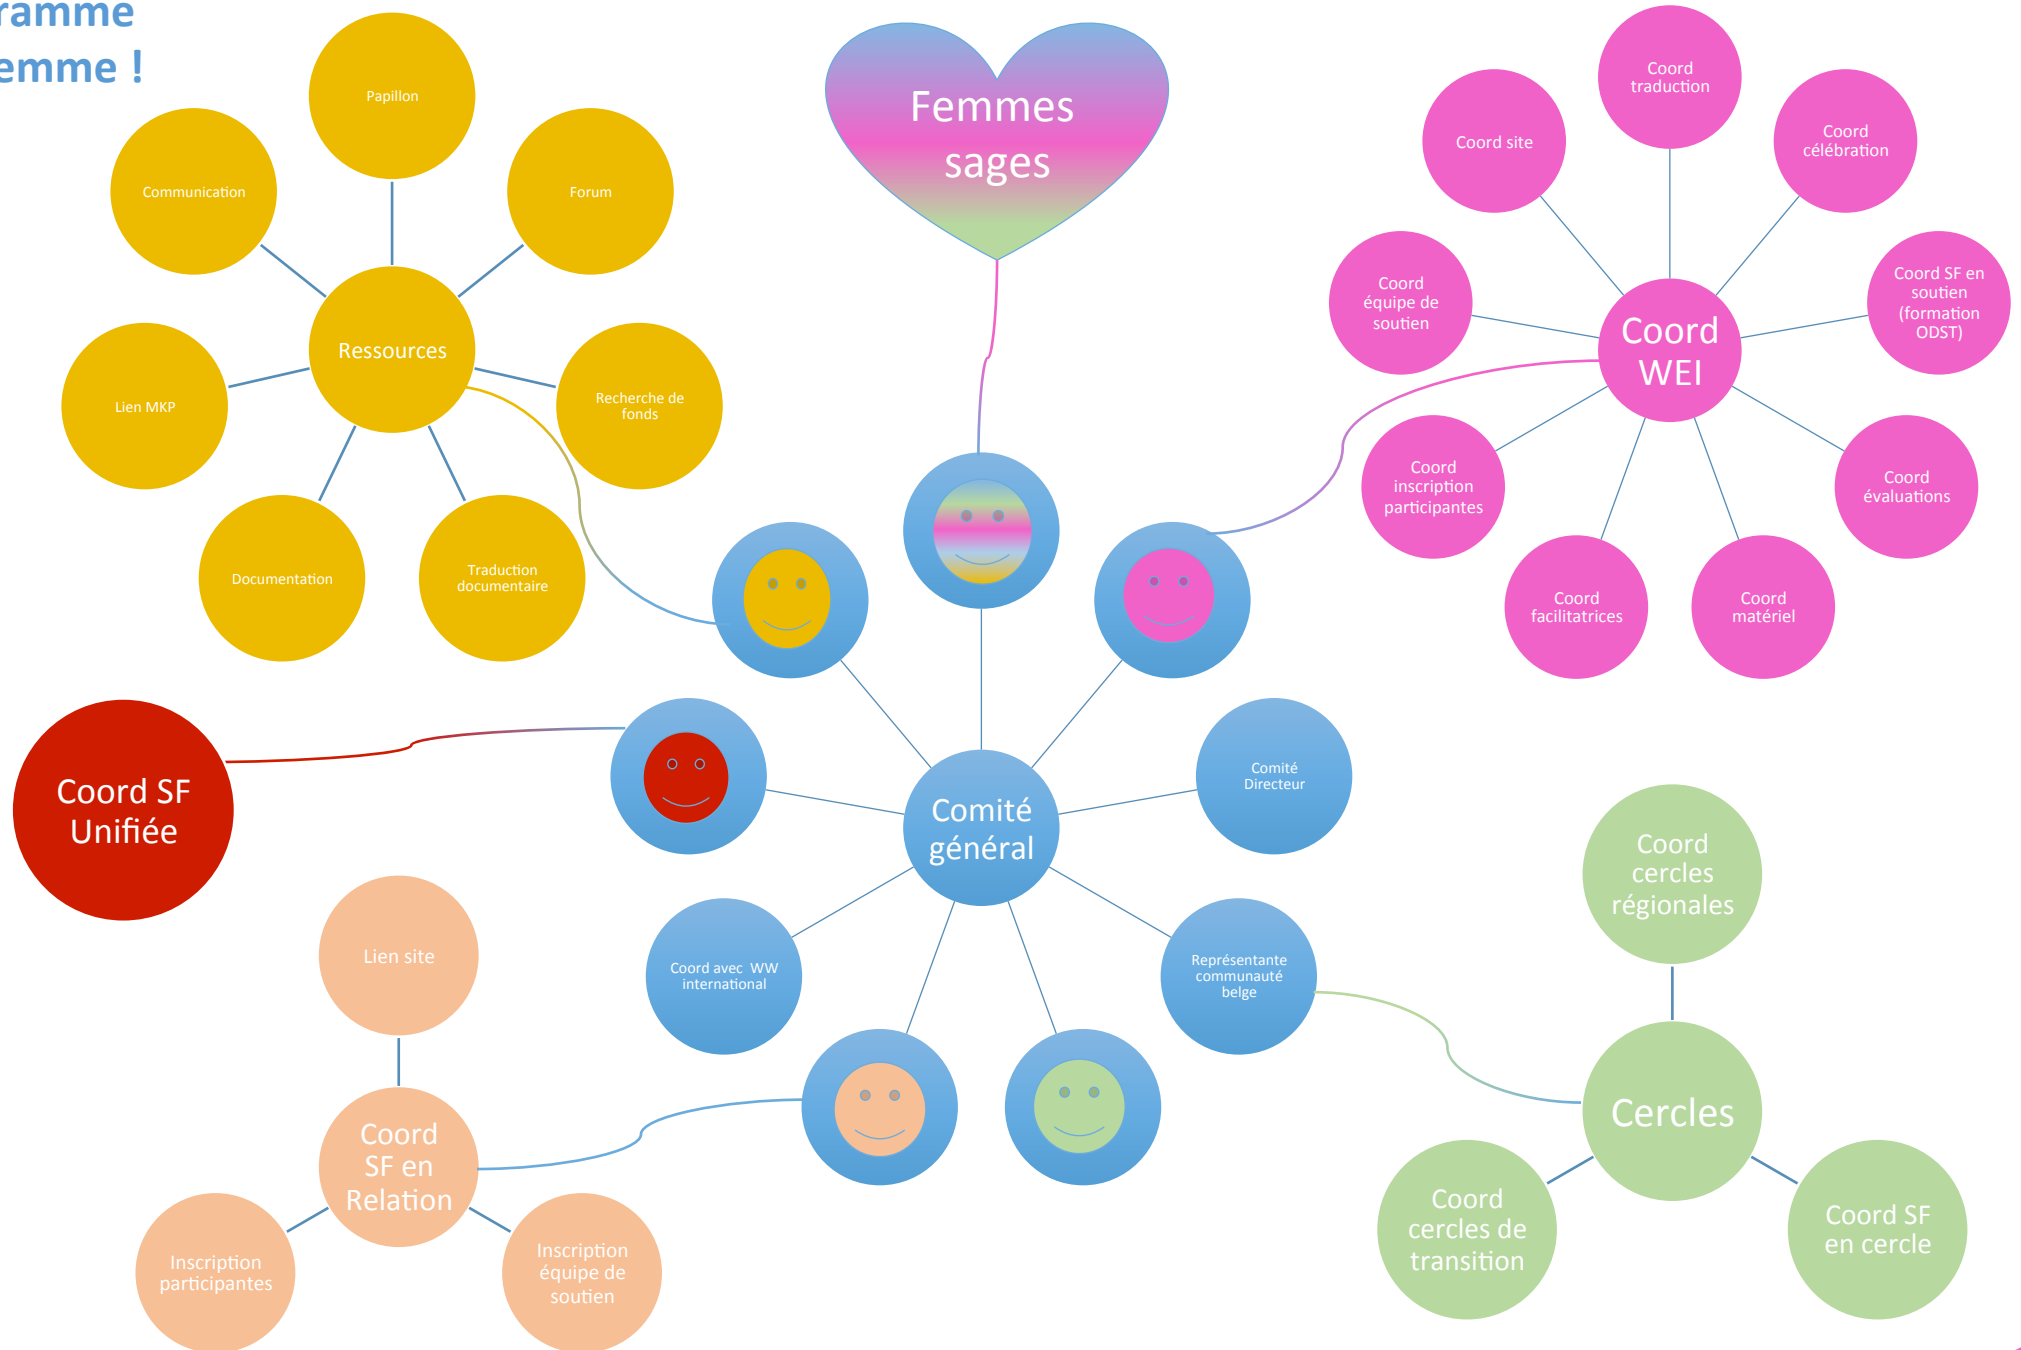 ramme
emme !
Papillon
Communication
Forum
Ressources
Lien MKP
Recherche de
fonds
Documentation
Traduction
documentaire
Femmes
sages
Coord
traduction
Coord site
Coord
célébration
Coord
équipe de
soutien
Coord SF en
soutien
(formation
ODST)
Coord
WEI
Coord
inscription
participantes
Coord
évaluations
Coord
facilitatrices
Coord
matériel
Coord SF
Unifiée
Comité
général
Comité
Directeur
Coord avec  WW
international
Représentante
communauté
belge
Lien site
Coord
SF en
Relation
Inscription
participantes
Inscription
équipe de
soutien
Coord
cercles
régionales
Cercles
Coord
cercles de
transition
Coord SF
en cercle